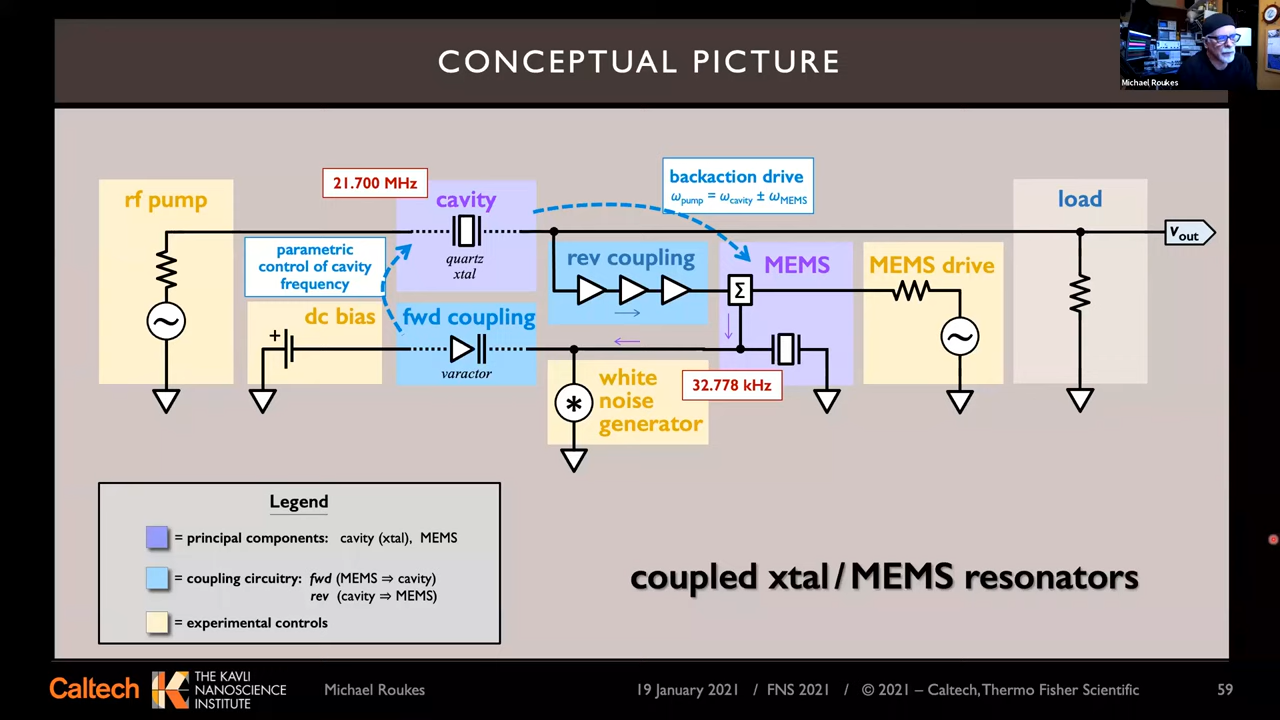 CONCEPTUAL PICTURE
Michael Roukes
21.700 MHz
backaction drive
ω_pump = ω_cavity ± ω_MEMS
rf pump
cavity
load
v_out
parametric
control of cavity
frequency
quartz
xtal
rev coupling
MEMS
MEMS drive
Σ
dc bias
fwd coupling
+
varactor
white
noise
generator
*
32.778 kHz
Legend
= principal components: cavity (xtal), MEMS
= coupling circuitry: fwd (MEMS ⇒ cavity)
rev (cavity ⇒ MEMS)
= experimental controls
coupled xtal/MEMS resonators
Caltech
THE KAVLI
NANOSCIENCE
INSTITUTE
Michael Roukes
19 January 2021 / FNS 2021 / © 2021 – Caltech, Thermo Fisher Scientific
59